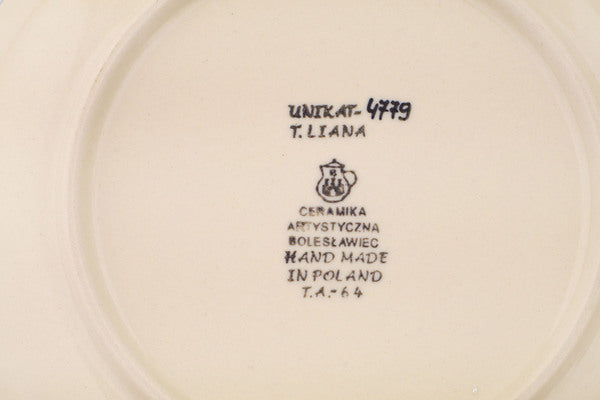 UNIKAT-4779
T. LIANA
B
CERAMIKA
ARTYSTYCZNA
BOLESŁAWIEC
HAND MADE
IN POLAND
T.A.-64